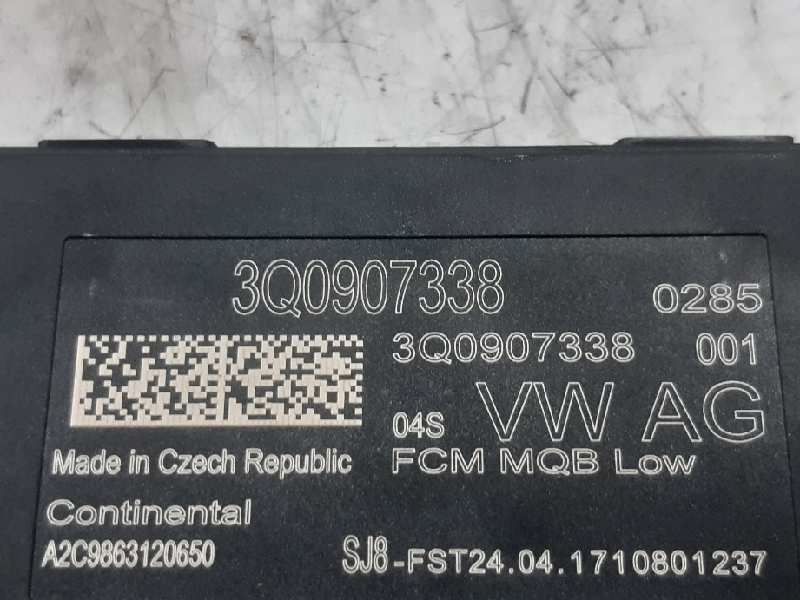 3Q0907338 0285
3Q0907338 001
04S VW AG
Made in Czech Republic FCM MQB Low
Continental
A2C9863120650 SJ8-FST24.04.1710801237